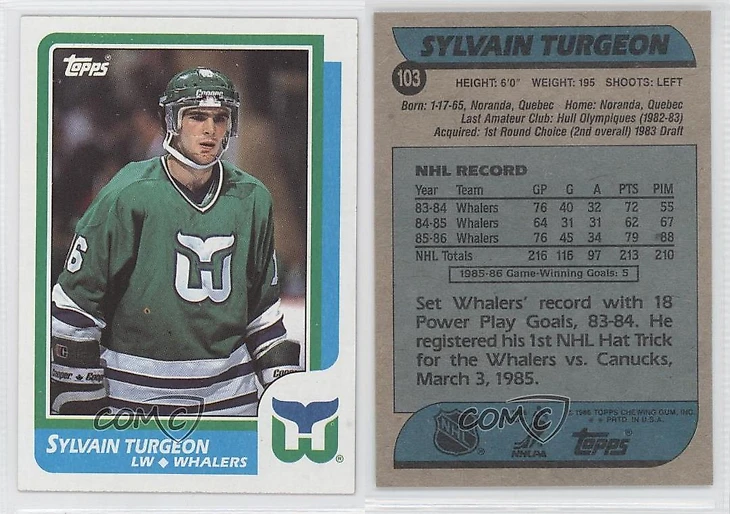 TOPPS®
Cooper
16
Cooper
Cooper
COMC
SYLVAIN TURGEON
LW ◆ WHALERS
®
SYLVAIN TURGEON
103
HEIGHT: 6'0" WEIGHT: 195 SHOOTS: LEFT
Born: 1-17-65, Noranda, Quebec Home: Noranda, Quebec
Last Amateur Club: Hull Olympiques (1982-83)
Acquired: 1st Round Choice (2nd overall) 1983 Draft
NHL RECORD
Year Team GP G A PTS PIM
83-84 Whalers 76 40 32 72 55
84-85 Whalers 64 31 31 62 67
85-86 Whalers 76 45 34 79 88
NHL Totals 216 116 97 213 210
1985-86 Game-Winning Goals: 5
Set Whalers' record with 18
Power Play Goals, 83-84. He
registered his 1st NHL Hat Trick
for the Whalers vs. Canucks,
March 3, 1985.
COMC
© 1986 TOPPS CHEWING GUM, INC.
PRTD. IN U.S.A.
NHL
NHLPA
TOPPS